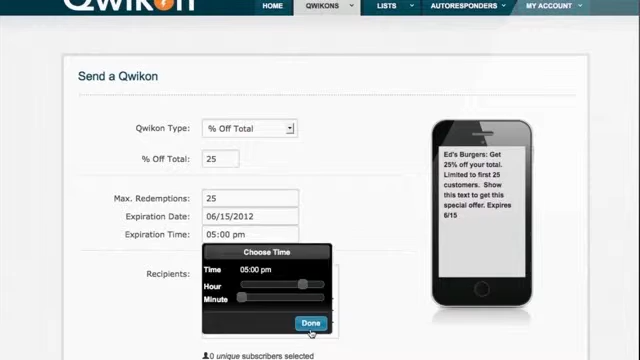 Qwikon
HOME
QWIKONS
LISTS
AUTORESPONDERS
MY ACCOUNT
Send a Qwikon
Qwikon Type:
% Off Total
% Off Total:
25
Max. Redemptions:
25
Expiration Date:
06/15/2012
Expiration Time:
05:00 pm
Choose Time
Time
05:00 pm
Hour
Minute
Done
Recipients:
0 unique subscribers selected
Ed's Burgers: Get
25% off your total.
Limited to first 25
customers. Show
this text to get this
special offer. Expires
6/15